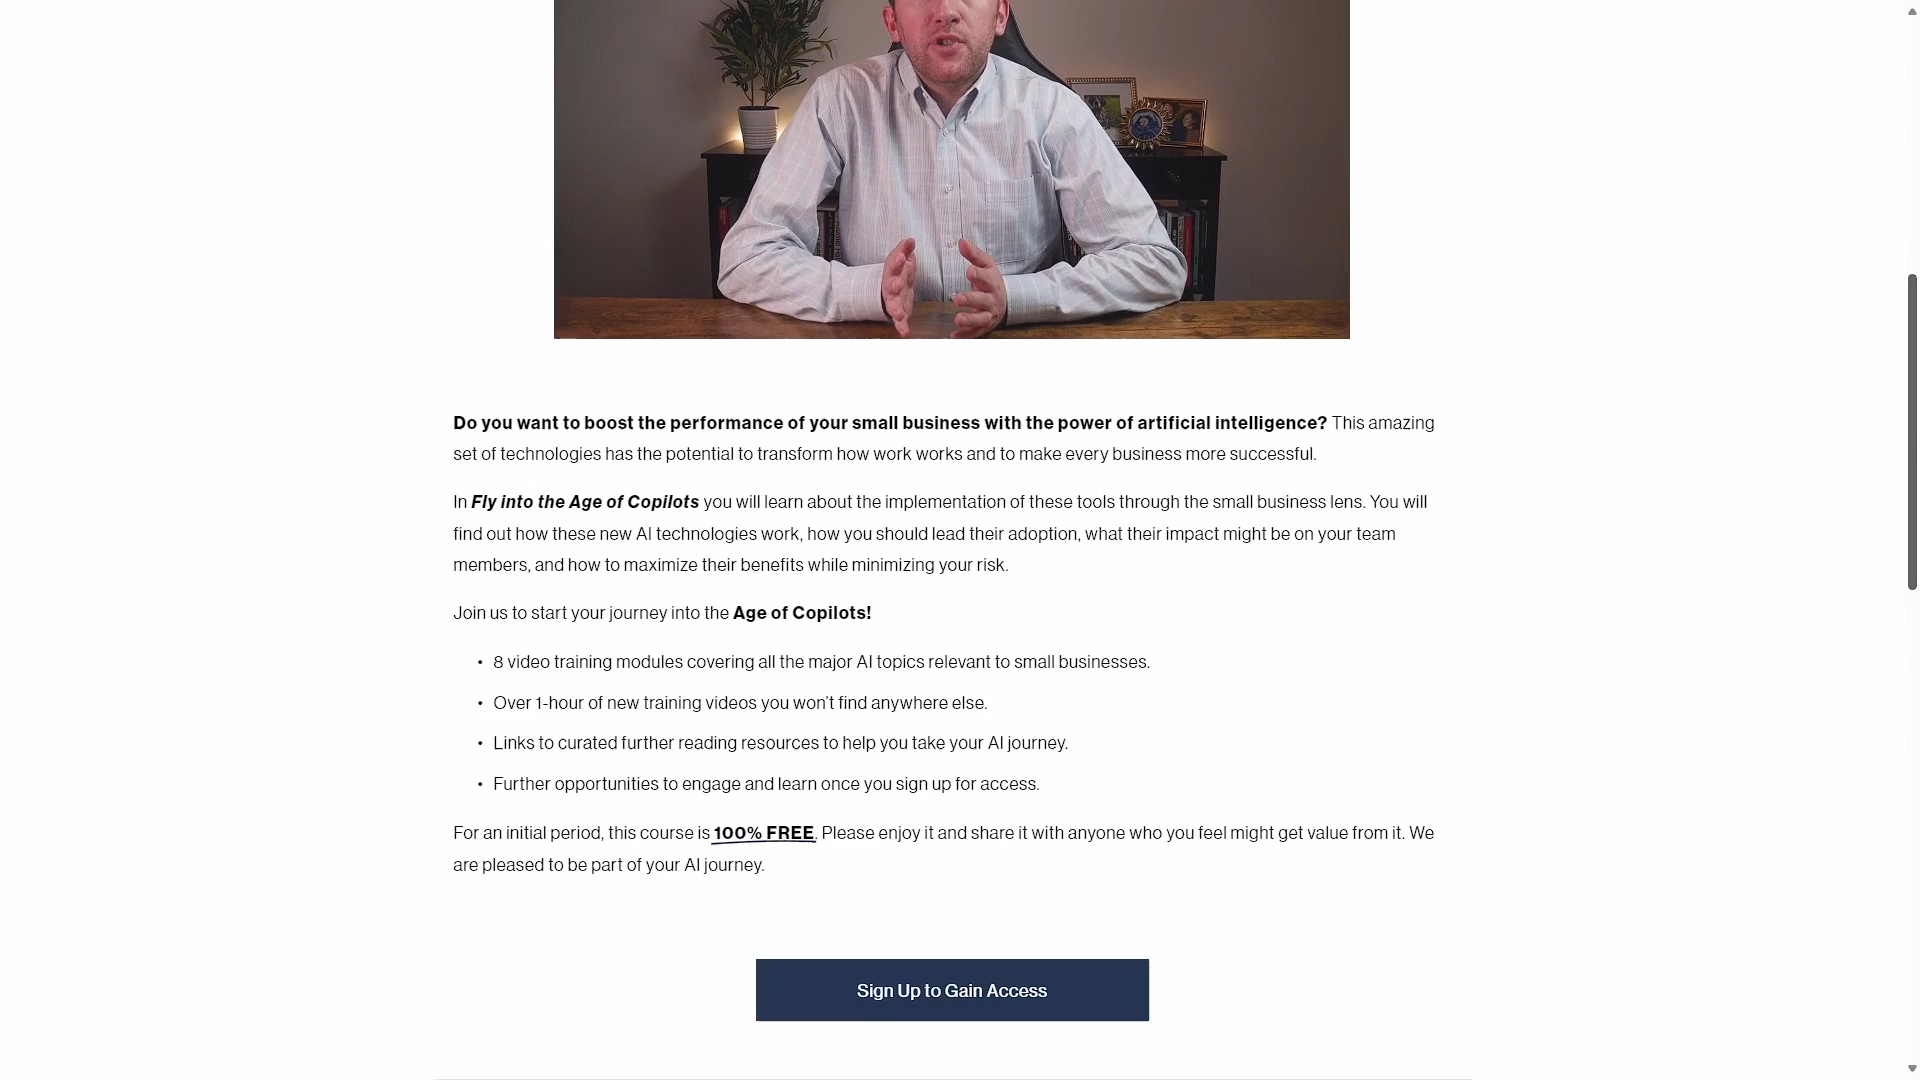 Do you want to boost the performance of your small business with the power of artificial intelligence? This amazing
set of technologies has the potential to transform how work works and to make every business more successful.
In Fly into the Age of Copilots you will learn about the implementation of these tools through the small business lens. You will
find out how these new AI technologies work, how you should lead their adoption, what their impact might be on your team
members, and how to maximize their benefits while minimizing your risk.
Join us to start your journey into the Age of Copilots!
• 8 video training modules covering all the major AI topics relevant to small businesses.
• Over 1-hour of new training videos you won't find anywhere else.
• Links to curated further reading resources to help you take your AI journey.
• Further opportunities to engage and learn once you sign up for access.
For an initial period, this course is 100% FREE. Please enjoy it and share it with anyone who you feel might get value from it. We
are pleased to be part of your AI journey.
Sign Up to Gain Access